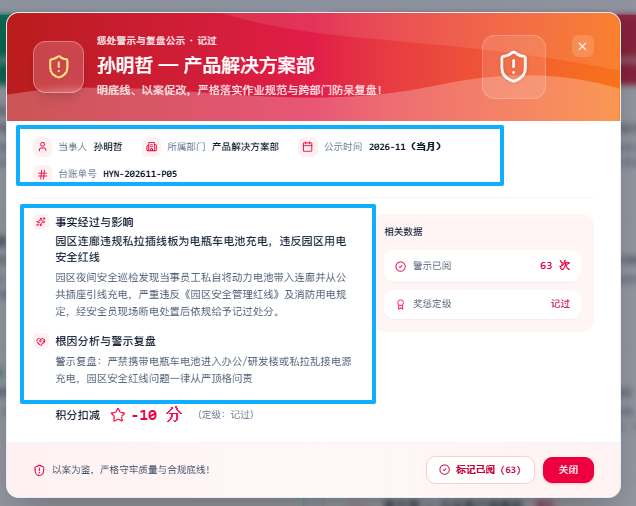 惩处警示与复盘公示 · 记过
孙明哲 — 产品解决方案部
明底线、以案促改，严格落实作业规范与跨部门防呆复盘！
当事人 孙明哲 所属部门 产品解决方案部 公示时间 2026-11（当月）
台账单号 HYN-202611-P05
事实经过与影响
园区连廊违规私拉插线板为电瓶车电池充电，违反园区用电
安全红线
园区夜间安全巡检发现当事员工私自将动力电池带入连廊并从公
共插座引线充电，严重违反《园区安全管理红线》及消防用电规
定，经安全员现场断电处置后依规给予记过处分。
根因分析与警示复盘
警示复盘：严禁携带电瓶车电池进入办公/研发楼或私拉乱接电源
充电，园区安全红线问题一律从严顶格问责
积分扣减 -10 分 （定级：记过）
相关数据
警示已阅 63 次
奖惩定级 记过
以案为鉴，严格守牢质量与合规底线！
标记已阅（63）
关闭